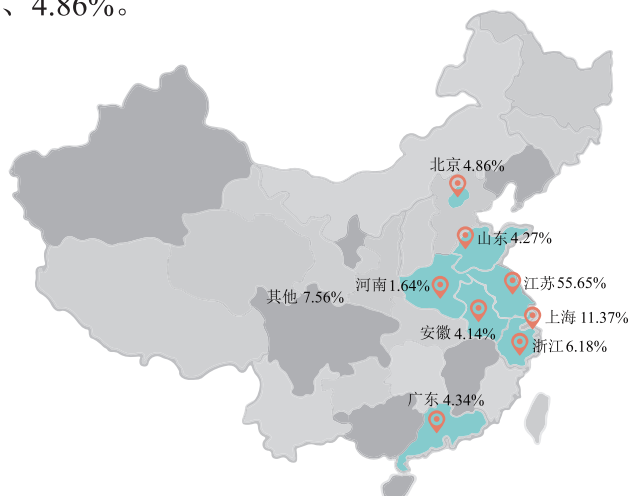 、4.86%。
北京 4.86%
山东 4.27%
江苏 55.65%
河南 1.64%
其他 7.56%
上海 11.37%
安徽 4.14%
浙江 6.18%
广东 4.34%